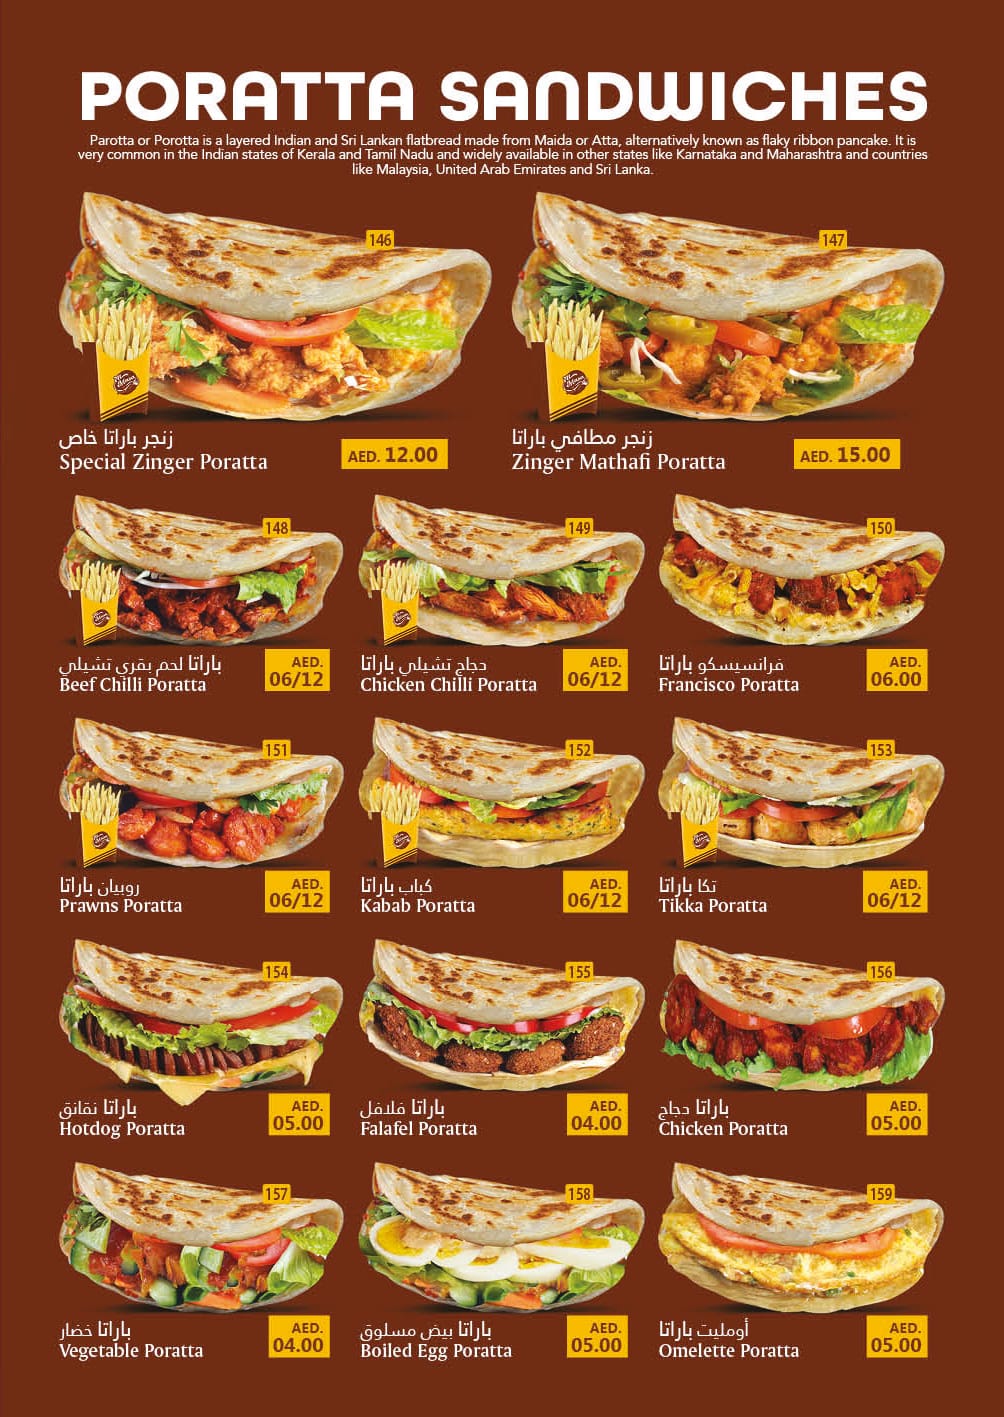 PORATTA SANDWICHES
Parotta or Porotta is a layered Indian and Sri Lankan flatbread made from Maida or Atta, alternatively known as flaky ribbon pancake. It is
very common in the Indian states of Kerala and Tamil Nadu and widely available in other states like Karnataka and Maharashtra and countries
like Malaysia, United Arab Emirates and Sri Lanka.
146
زنجر باراتا خاص
Special Zinger Poratta
AED. 12.00
147
زنجر مطافي باراتا
Zinger Mathafi Poratta
AED. 15.00
148
باراتا لحم بقري تشيلي
Beef Chilli Poratta
AED.
06/12
149
دجاج تشيلي باراتا
Chicken Chilli Poratta
AED.
06/12
150
فرانسيسكو باراتا
Francisco Poratta
AED.
06.00
151
روبيان باراتا
Prawns Poratta
AED.
06/12
152
كباب باراتا
Kabab Poratta
AED.
06/12
153
تكا باراتا
Tikka Poratta
AED.
06/12
154
باراتا نقانق
Hotdog Poratta
AED.
05.00
155
باراتا فلافل
Falafel Poratta
AED.
04.00
156
باراتا دجاج
Chicken Poratta
AED.
05.00
157
باراتا خضار
Vegetable Poratta
AED.
04.00
158
باراتا بيض مسلوق
Boiled Egg Poratta
AED.
05.00
159
أومليت باراتا
Omelette Poratta
AED.
05.00